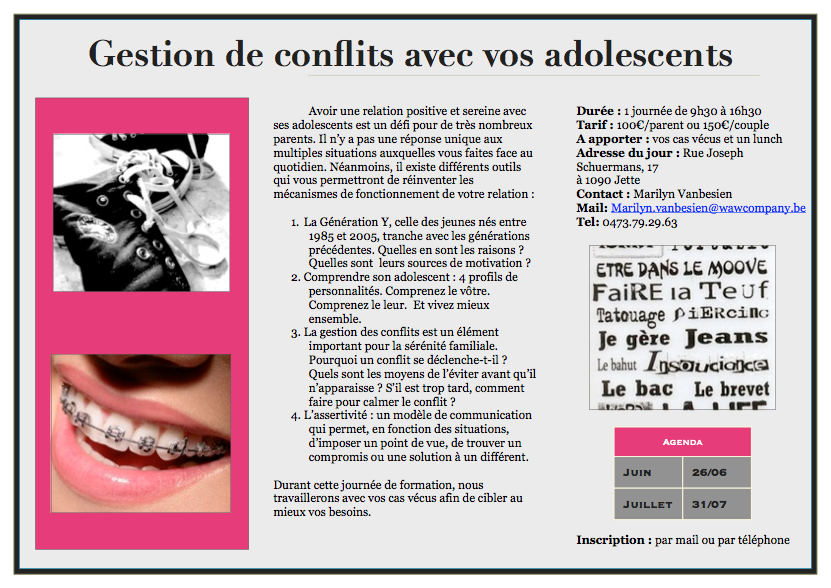 Gestion de conflits avec vos adolescents
Avoir une relation positive et sereine avec
ses adolescents est un défi pour de très nombreux
parents. Il n'y a pas une réponse unique aux
multiples situations auxquelles vous faites face au
quotidien. Néanmoins, il existe différents outils
qui vous permettront de réinventer les
mécanismes de fonctionnement de votre relation :
1. La Génération Y, celle des jeunes nés entre
1985 et 2005, tranche avec les générations
précédentes. Quelles en sont les raisons ?
Quelles sont leurs sources de motivation ?
2. Comprendre son adolescent : 4 profils de
personnalités. Comprenez le vôtre.
Comprenez le leur. Et vivez mieux
ensemble.
3. La gestion des conflits est un élément
important pour la sérénité familiale.
Pourquoi un conflit se déclenche-t-il ?
Quels sont les moyens de l'éviter avant qu'il
n'apparaisse ? S'il est trop tard, comment
faire pour calmer le conflit ?
4. L'assertivité : un modèle de communication
qui permet, en fonction des situations,
d'imposer un point de vue, de trouver un
compromis ou une solution à un différent.
Durant cette journée de formation, nous
travaillerons avec vos cas vécus afin de cibler au
mieux vos besoins.
Durée : 1 journée de 9h30 à 16h30
Tarif : 100€/parent ou 150€/couple
A apporter : vos cas vécus et un lunch
Adresse du jour : Rue Joseph
Schuermans, 17
à 1090 Jette
Contact : Marilyn Vanbesien
Mail: Marilyn.vanbesien@wawcompany.be
Tel: 0473.79.29.63
ETRE DANS LE MOOVE
FaiRE la Teuf
Tatouage piERcinG
Je gère Jeans
Le bahut Insouciance
Le bac Le brevet
LA LIFE
Agenda
Juin 26/06
Juillet 31/07
Inscription : par mail ou par téléphone